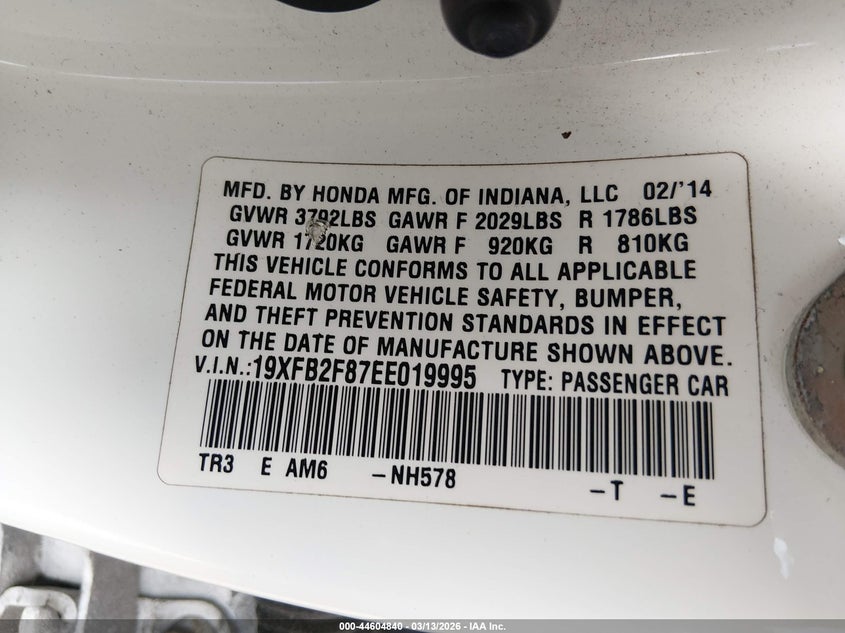 MFD. BY HONDA MFG. OF INDIANA, LLC 02/'14
GVWR 3792LBS GAWR F 2029LBS R 1786LBS
GVWR 1720KG GAWR F 920KG R 810KG
THIS VEHICLE CONFORMS TO ALL APPLICABLE
FEDERAL MOTOR VEHICLE SAFETY, BUMPER,
AND THEFT PREVENTION STANDARDS IN EFFECT
ON THE DATE OF MANUFACTURE SHOWN ABOVE.
V.I.N.:19XFB2F87EE019995 TYPE: PASSENGER CAR
TR3 E AM6 -NH578 -T -E
000-44604840 - 03/13/2026 - IAA Inc.